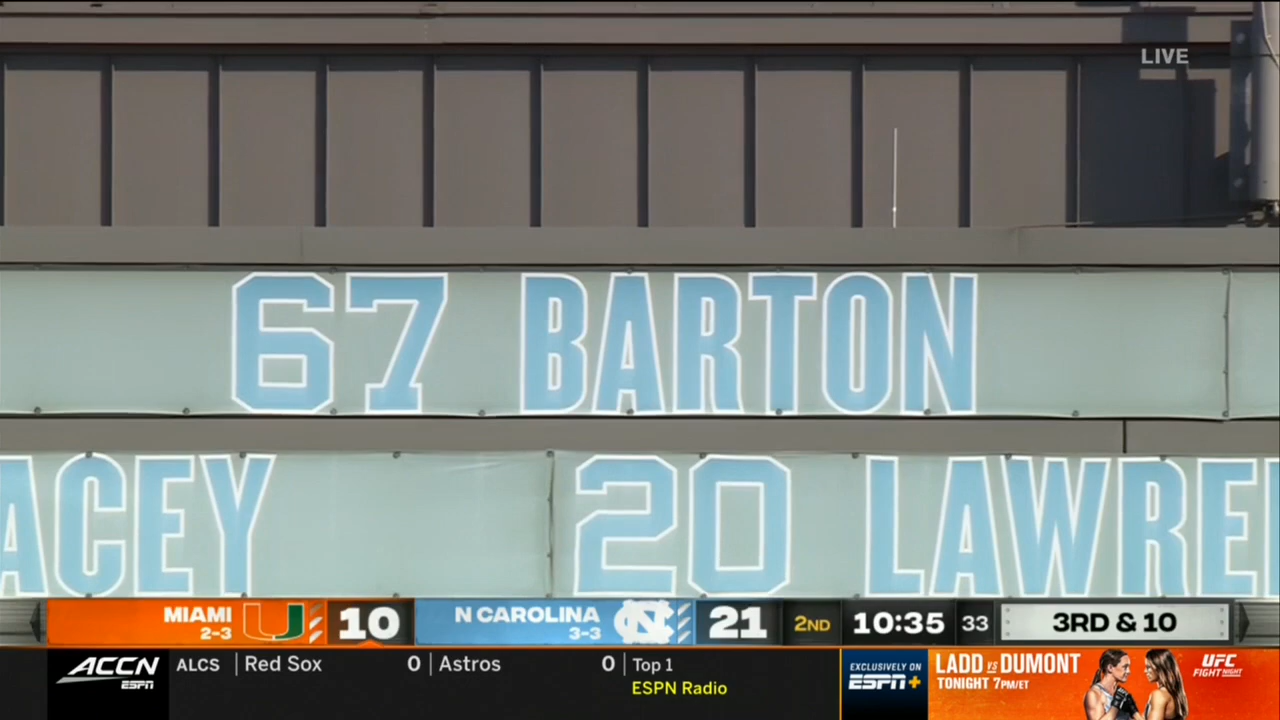 LIVE
67 BARTON
ACEY 20 LAWRE
MIAMI 2-3 U 10 N CAROLINA 3-3 NC 21 2ND 10:35 33 3RD & 10
ACCN ESPN ALCS Red Sox 0 Astros 0 Top 1 ESPN Radio
EXCLUSIVELY ON ESPN+ LADD VS DUMONT TONIGHT 7PM/ET UFC FIGHT NIGHT